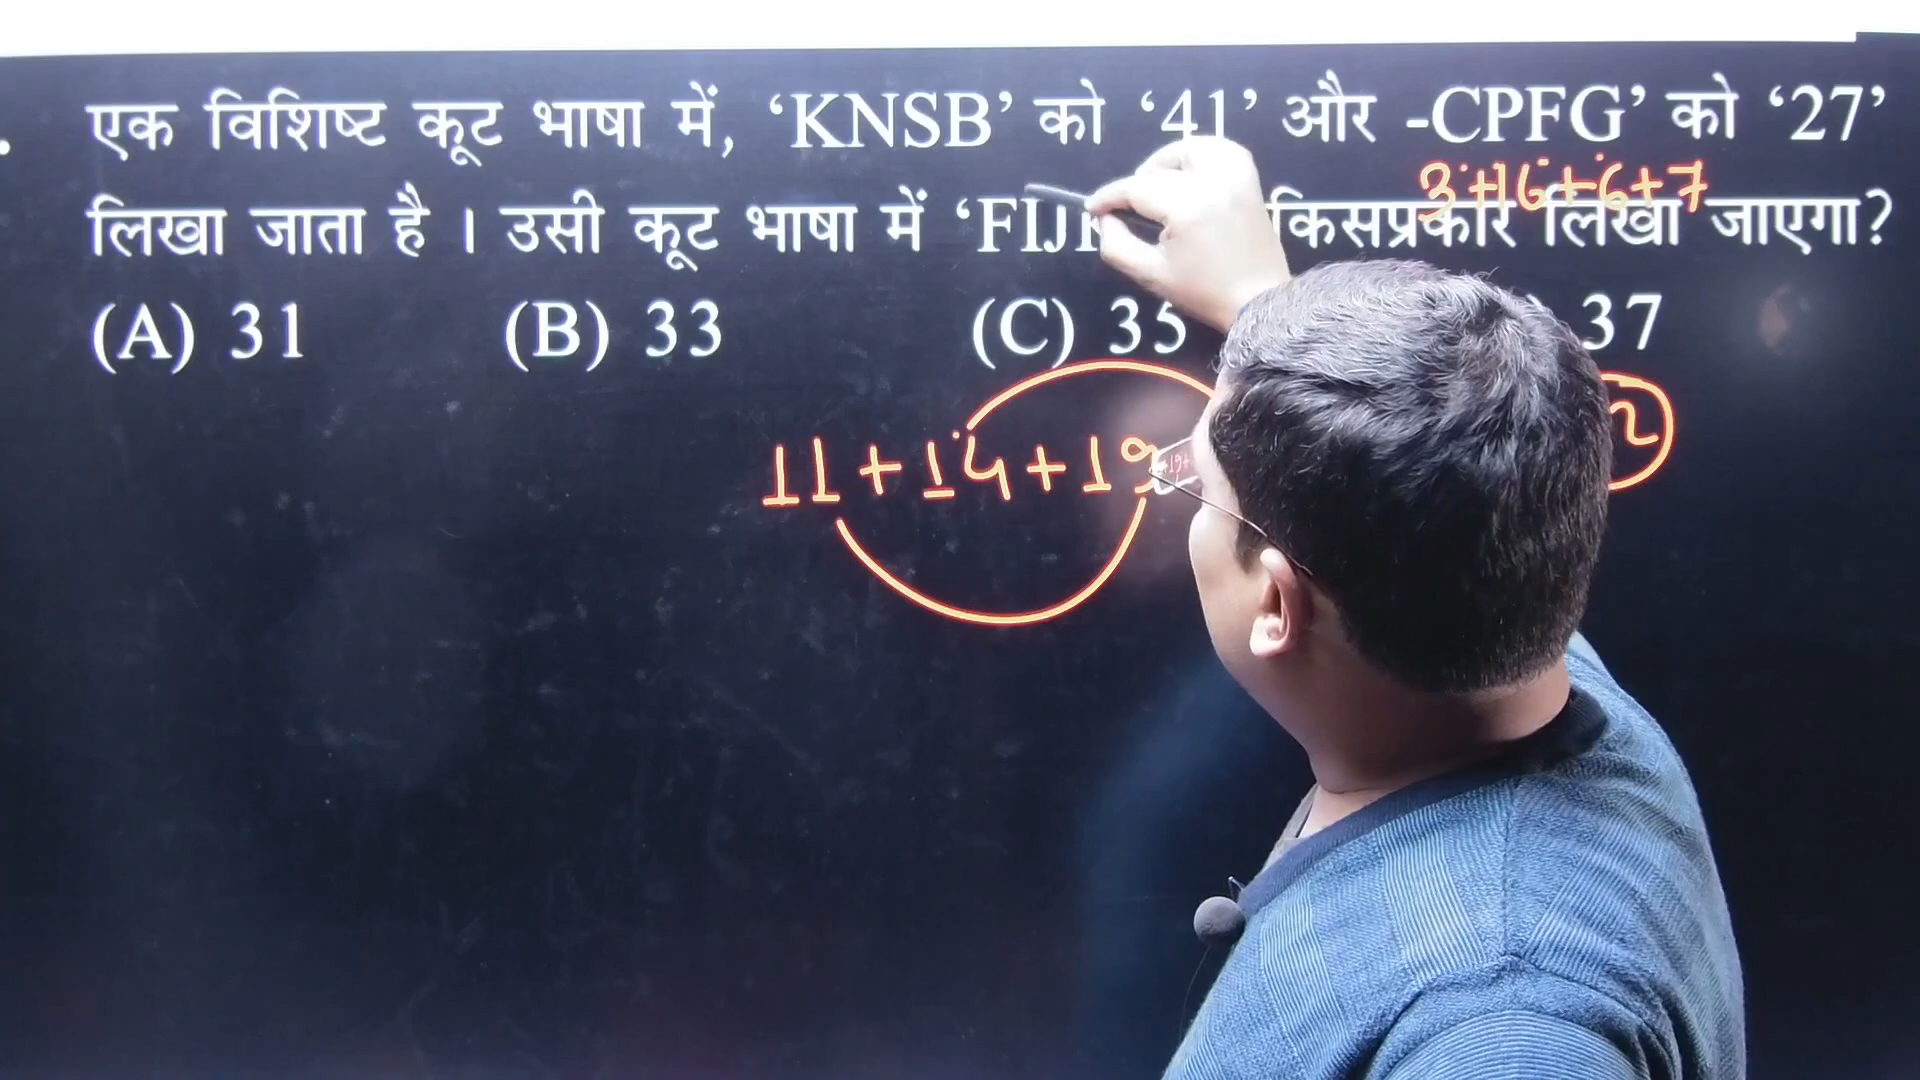 एक विशिष्ट कूट भाषा में, ‘KNSB’ को ‘41’ और -CPFG’ को ‘27’
3+16+6+7
लिखा जाता है । उसी कूट भाषा में ‘FIJ किसप्रकार लिखा जाएगा?
(A) 31 (B) 33 (C) 35 37
11+14+19 2